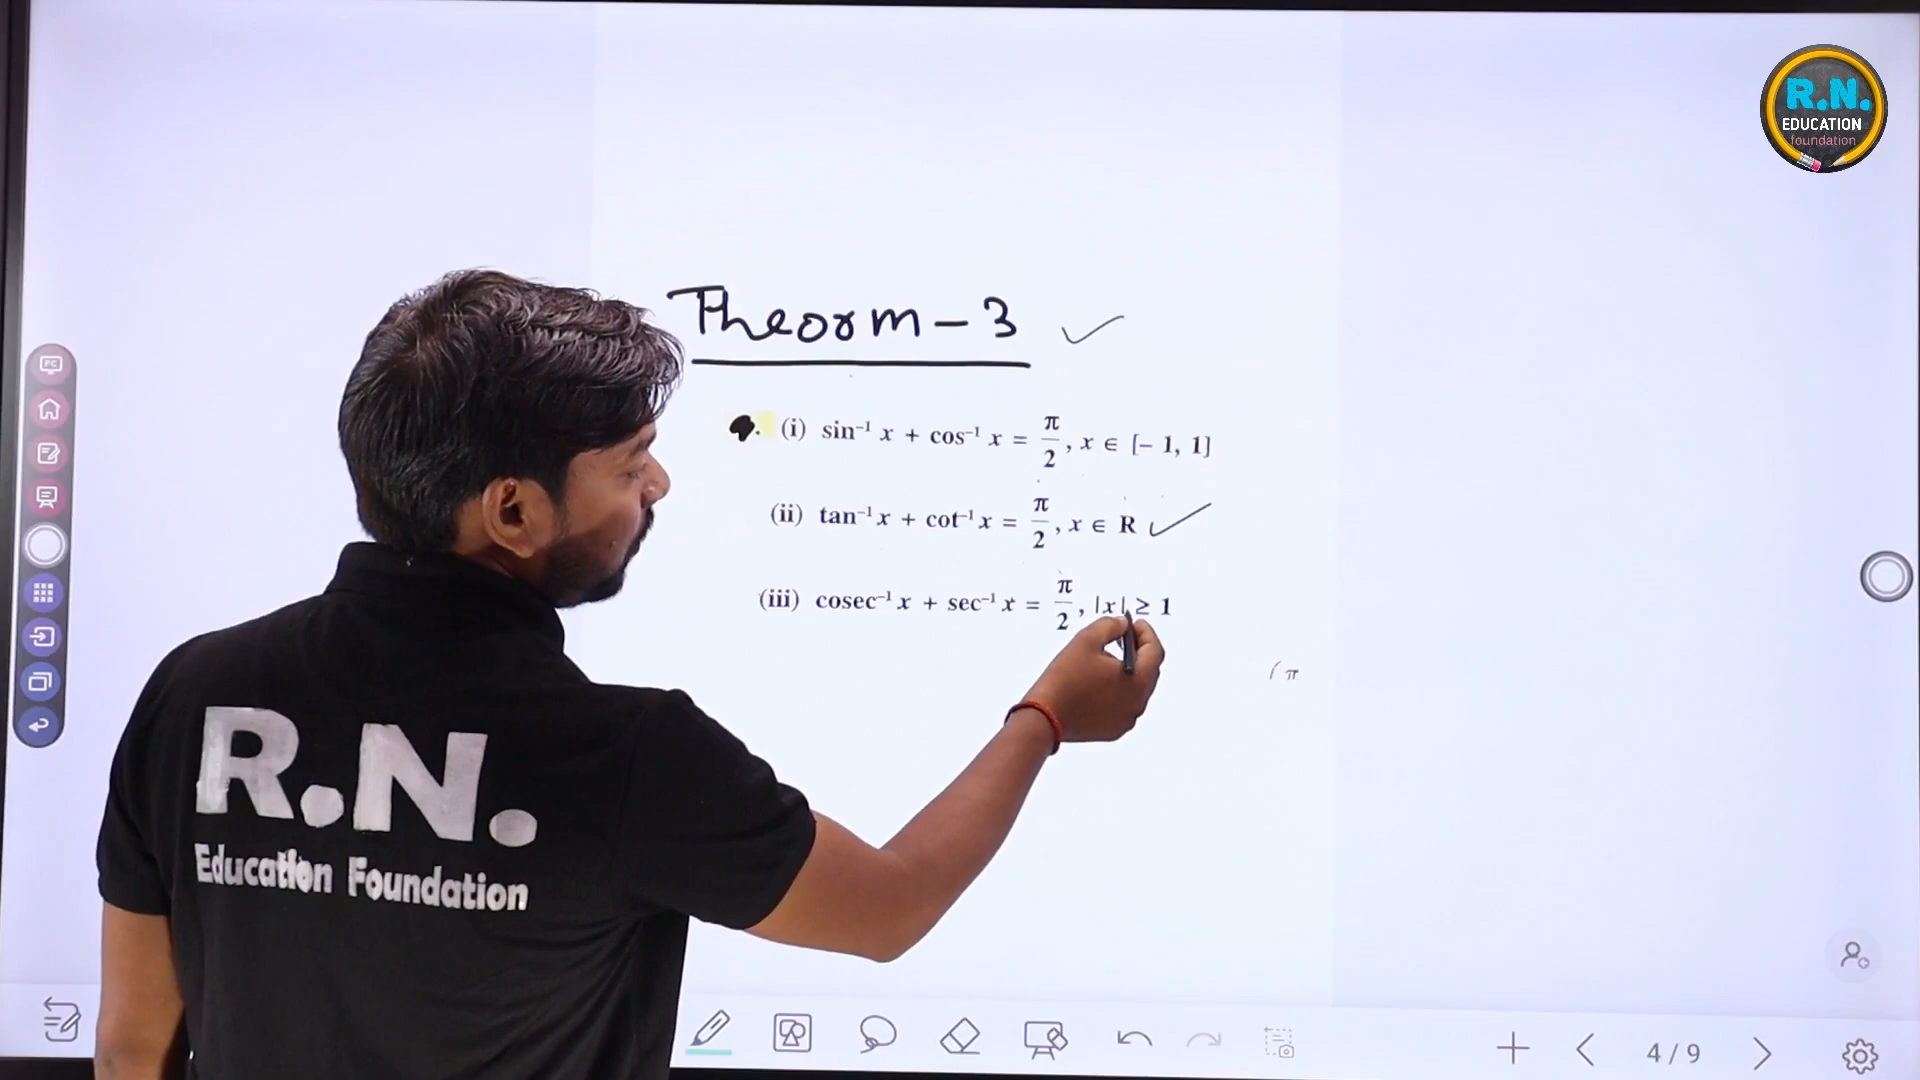 R.N.
EDUCATION
foundation
Theorm - 3 ✓
(i) sin⁻¹ x + cos⁻¹ x = π/2, x ∈ [– 1, 1]
(ii) tan⁻¹ x + cot⁻¹ x = π/2, x ∈ R ✓
(iii) cosec⁻¹ x + sec⁻¹ x = π/2, |x| ≥ 1
( π
R.N.
Education Foundation
4 / 9